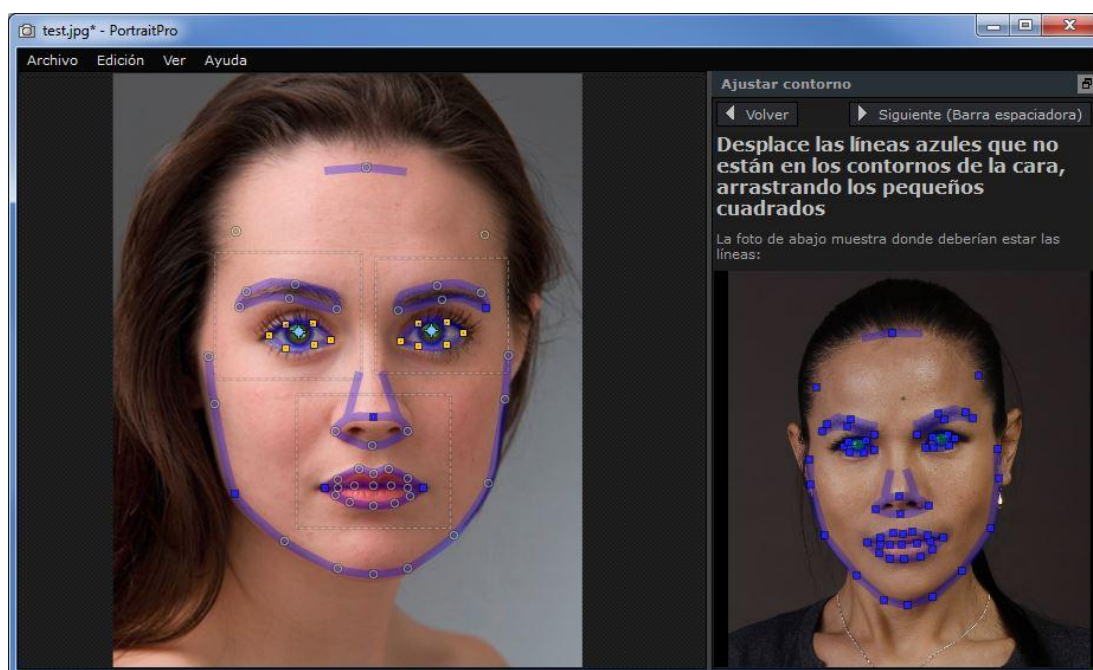 test.jpg* - PortraitPro
Archivo Edición Ver Ayuda
Ajustar contorno
Volver Siguiente (Barra espaciadora)
Desplace las líneas azules que no
están en los contornos de la cara,
arrastrando los pequeños
cuadrados
La foto de abajo muestra donde deberían estar las
líneas: